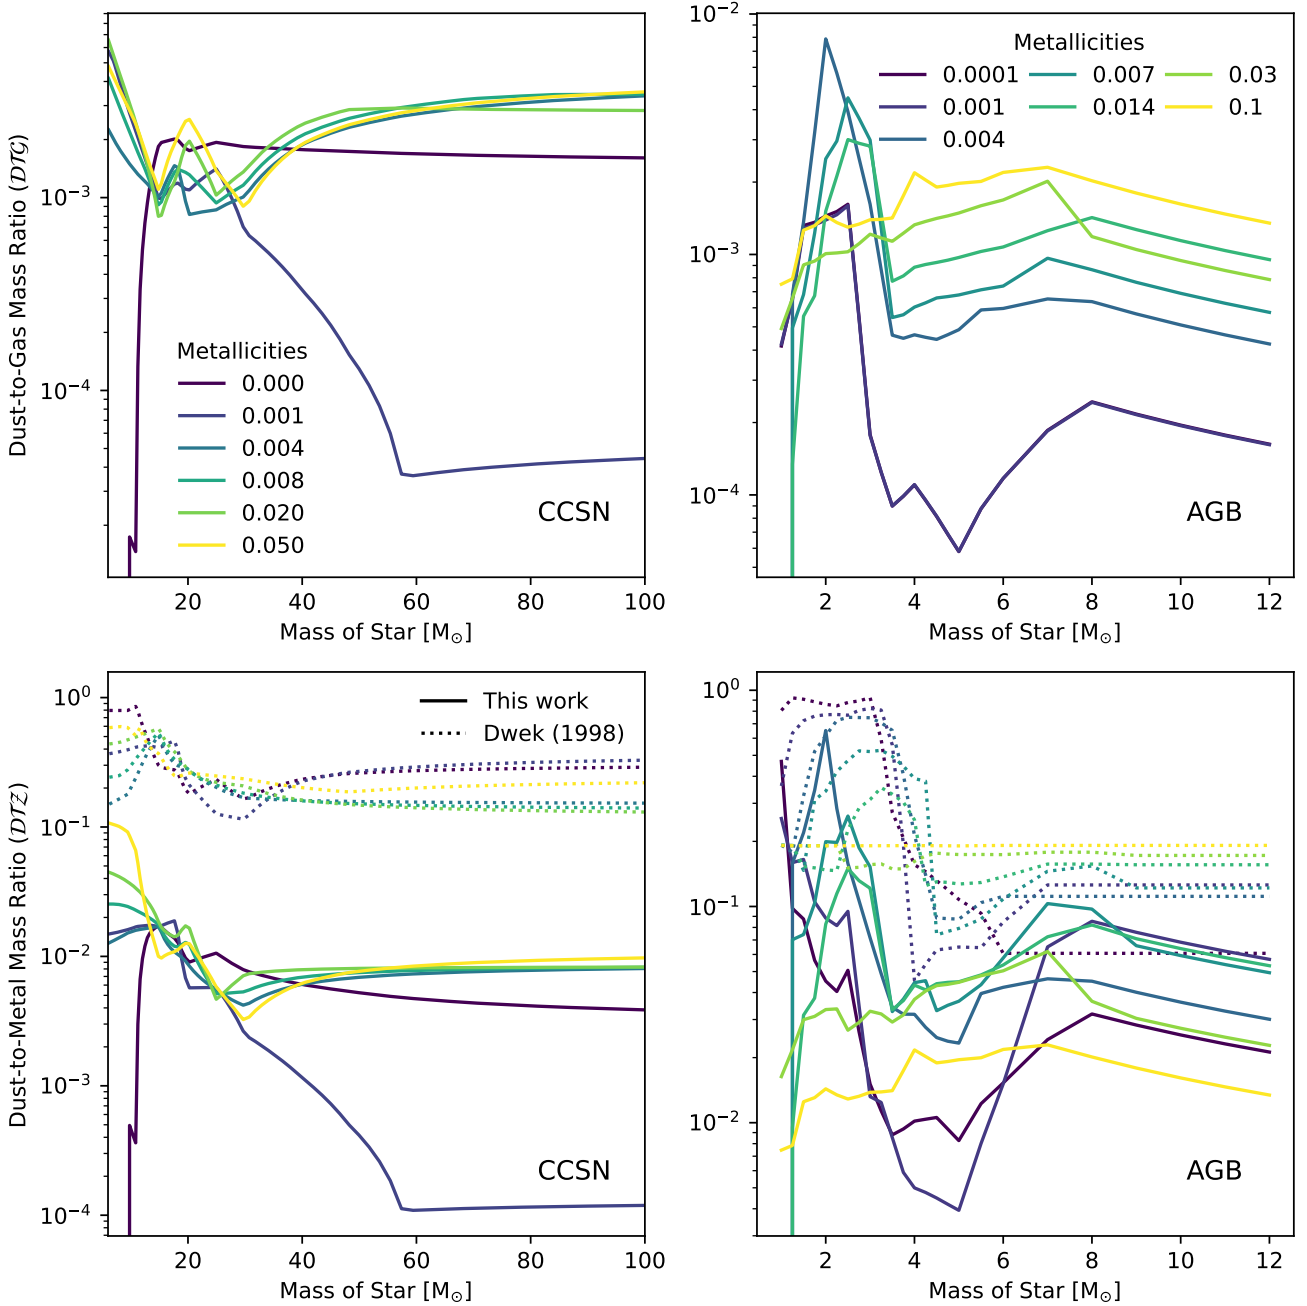 Dust-to-Gas Mass Ratio (𝒟𝒯𝒢)
10⁻³
10⁻⁴
Metallicities
0.000
0.001
0.004
0.008
0.020
0.050
CCSN
20 40 60 80 100
Mass of Star [M⊙]
10⁻²
10⁻³
10⁻⁴
Metallicities
0.0001 0.007 0.03
0.001 0.014 0.1
0.004
AGB
2 4 6 8 10 12
Mass of Star [M⊙]
Dust-to-Metal Mass Ratio (𝒟𝒯𝒵)
10⁰
10⁻¹
10⁻²
10⁻³
10⁻⁴
This work
Dwek (1998)
CCSN
20 40 60 80 100
Mass of Star [M⊙]
10⁰
10⁻¹
10⁻²
AGB
2 4 6 8 10 12
Mass of Star [M⊙]